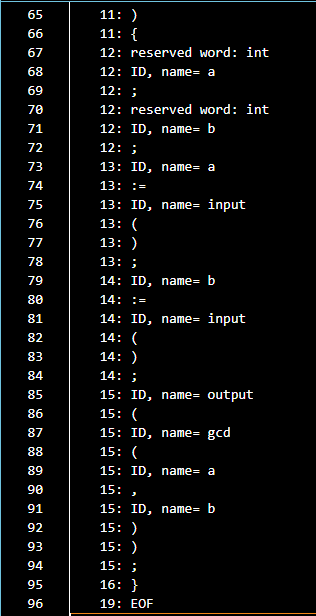 65 11: )
66 11: {
67 12: reserved word: int
68 12: ID, name= a
69 12: ;
70 12: reserved word: int
71 12: ID, name= b
72 12: ;
73 13: ID, name= a
74 13: :=
75 13: ID, name= input
76 13: (
77 13: )
78 13: ;
79 14: ID, name= b
80 14: :=
81 14: ID, name= input
82 14: (
83 14: )
84 14: ;
85 15: ID, name= output
86 15: (
87 15: ID, name= gcd
88 15: (
89 15: ID, name= a
90 15: ,
91 15: ID, name= b
92 15: )
93 15: )
94 15: ;
95 16: }
96 19: EOF